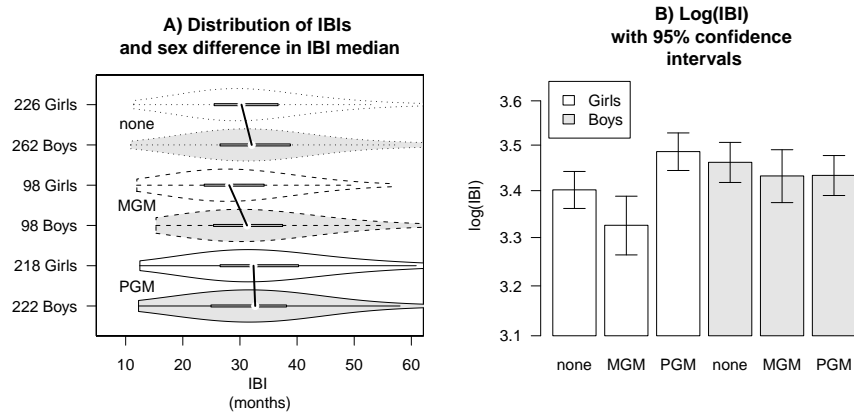 A) Distribution of IBIs
and sex difference in IBI median
226 Girls
none
262 Boys
98 Girls
MGM
98 Boys
218 Girls
PGM
222 Boys
10 20 30 40 50 60
IBI
(months)
B) Log(IBI)
with 95% confidence
intervals
Girls
Boys
log(IBI)
3.6
3.5
3.4
3.3
3.2
3.1
none MGM PGM none MGM PGM